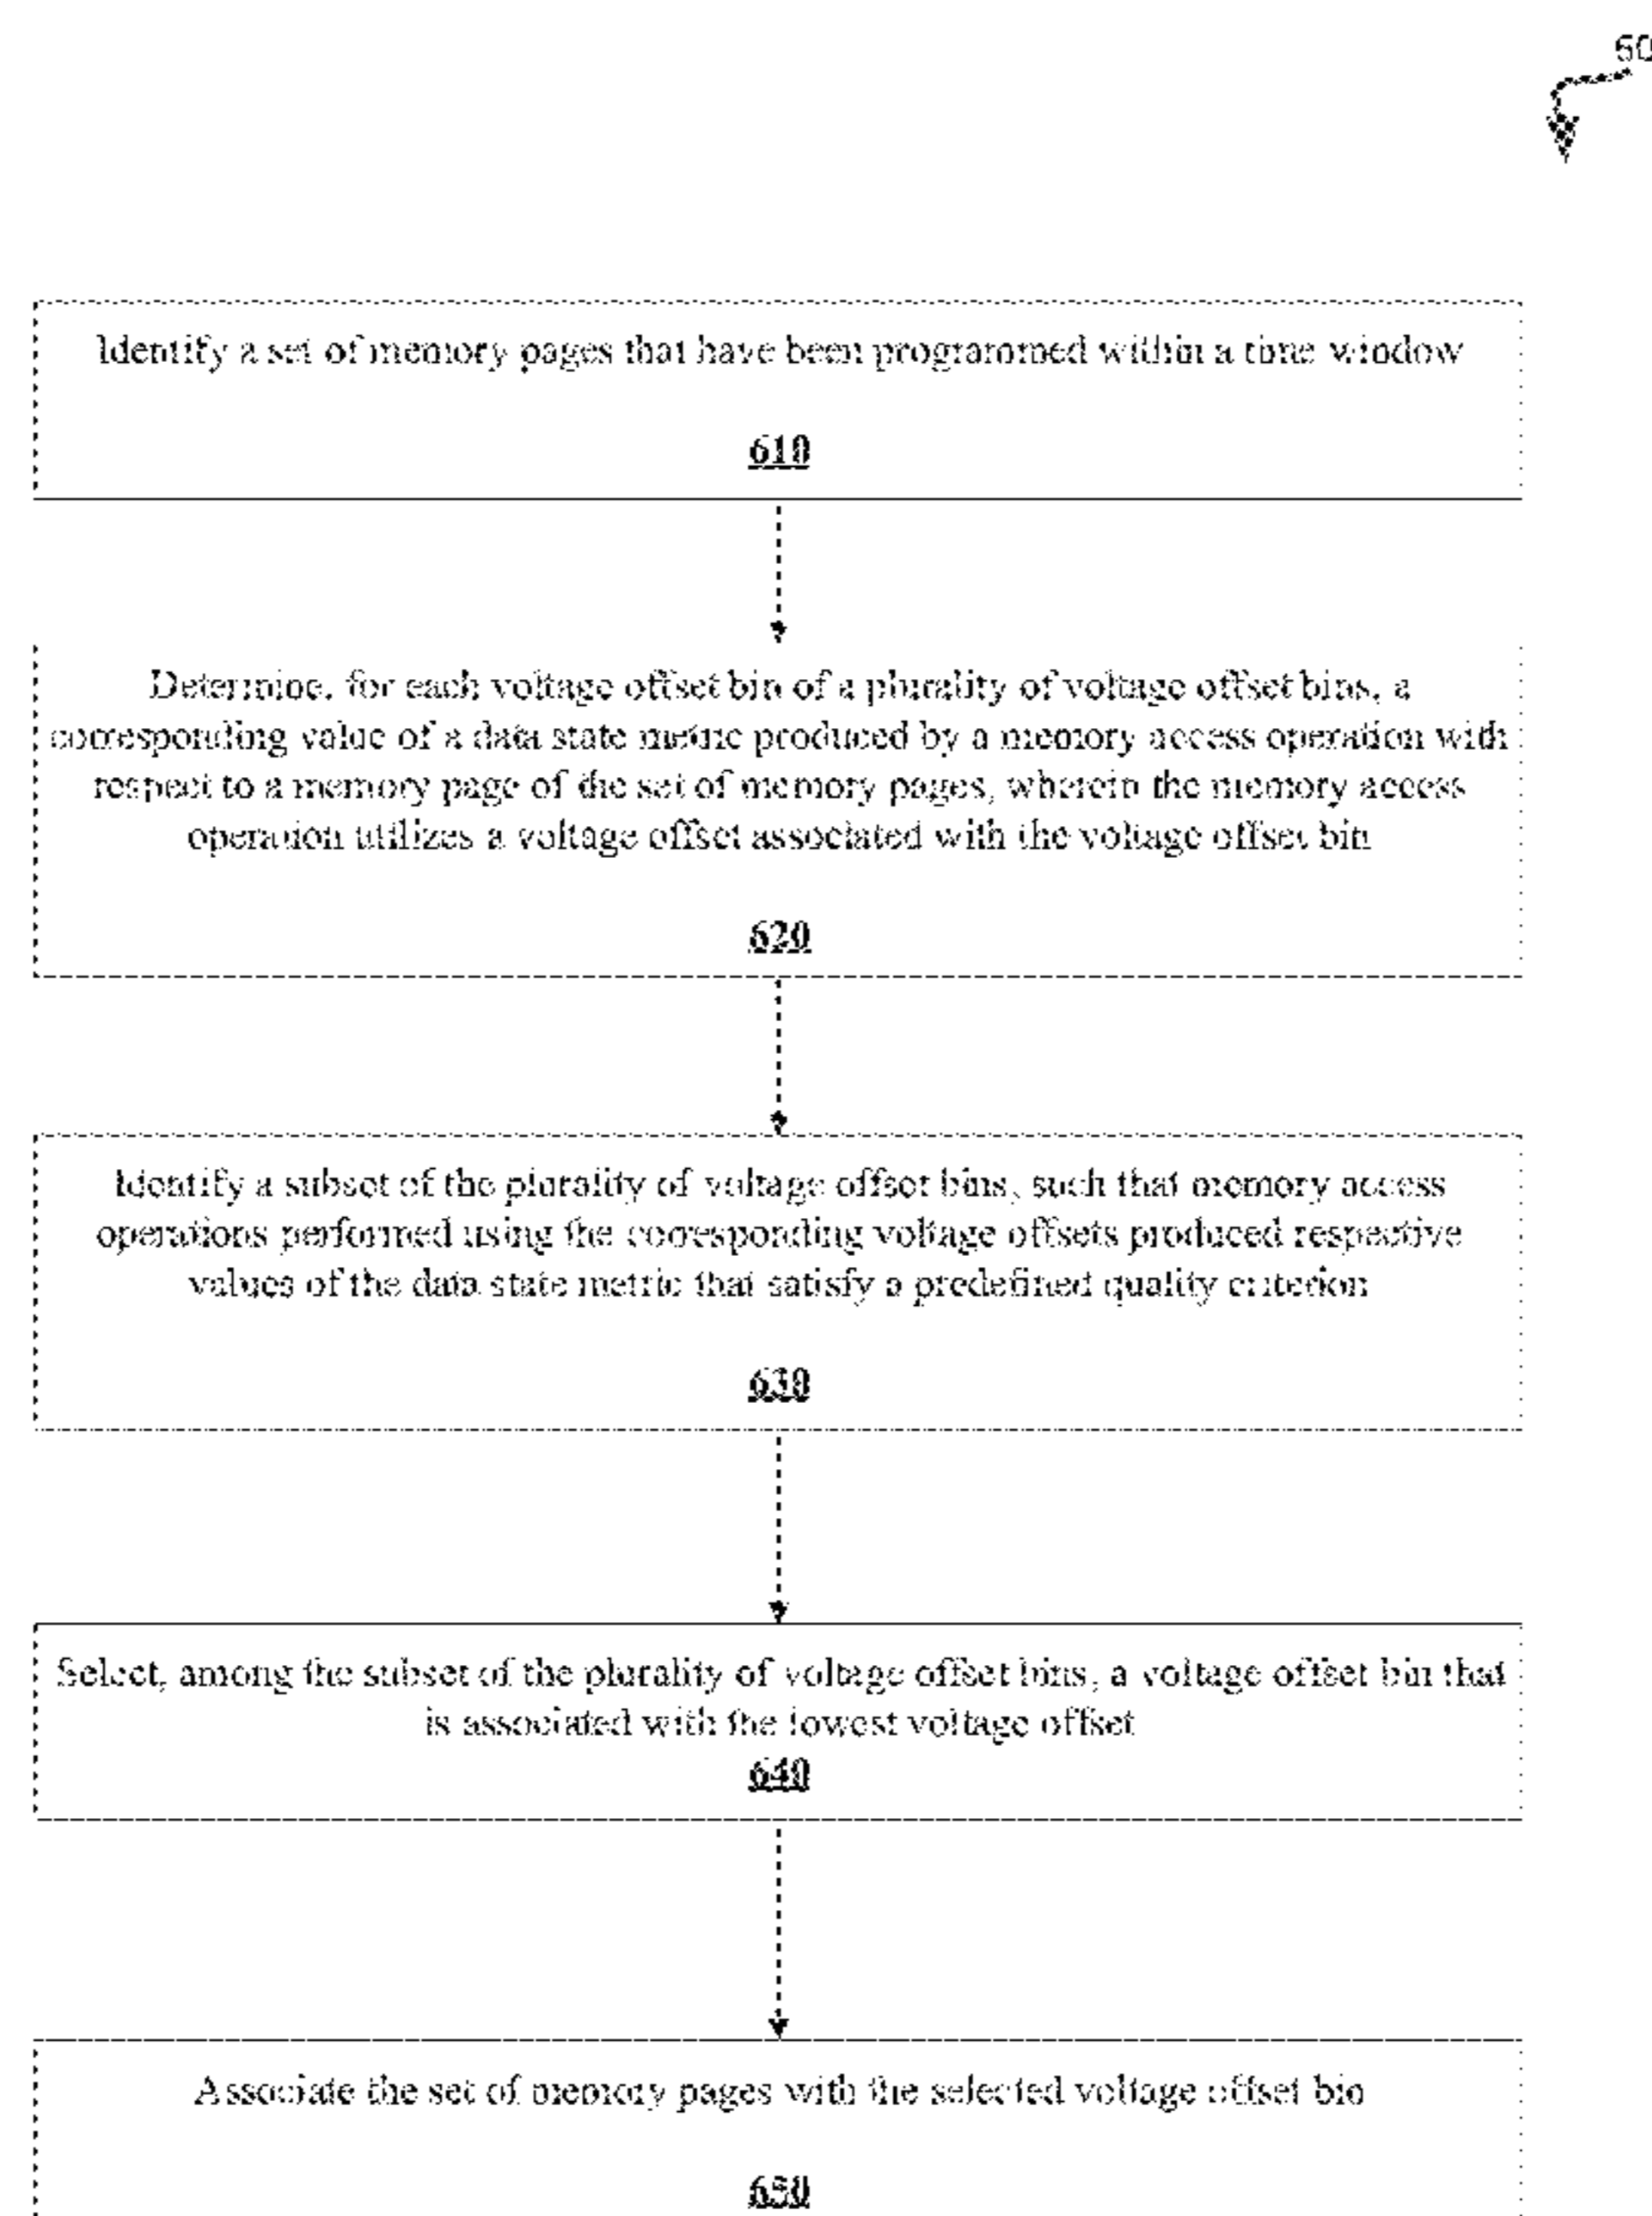 Identify a set of memory pages that have been programmed within a time window
610
Determine, for each voltage offset bin of a plurality of voltage offset bins, a
corresponding value of a data state metric produced by a memory access operation with
respect to a memory page of the set of memory pages, wherein the memory access
operation utilizes a voltage offset associated with the voltage offset bin
620
Identify a subset of the plurality of voltage offset bins, such that memory access
operations performed using the corresponding voltage offsets produced respective
values of the data state metric that satisfy a predefined quality criterion
630
Select, among the subset of the plurality of voltage offset bins, a voltage offset bin that
is associated with the lowest voltage offset
640
Associate the set of memory pages with the selected voltage offset bin
650